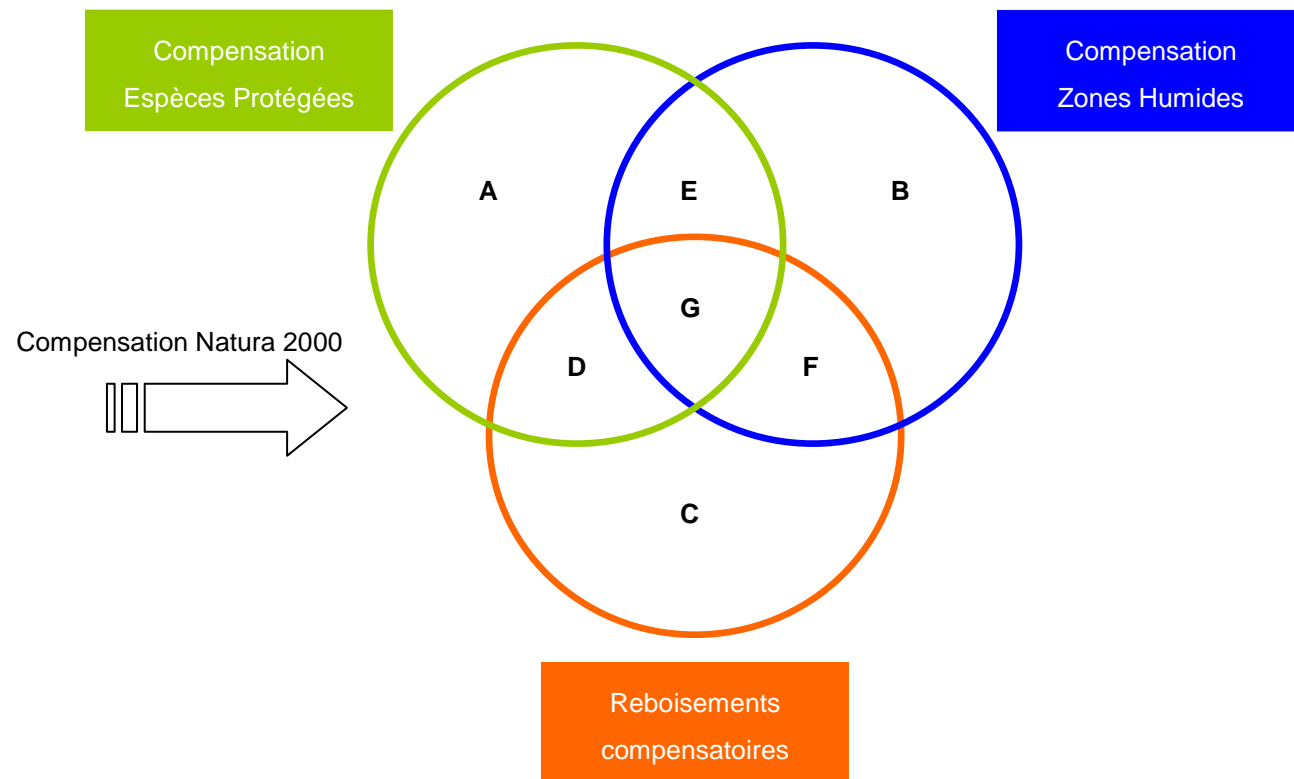 Compensation
Espèces Protégées
Compensation
Zones Humides
A
E
B
G
Compensation Natura 2000
D
F
C
Reboisements
compensatoires